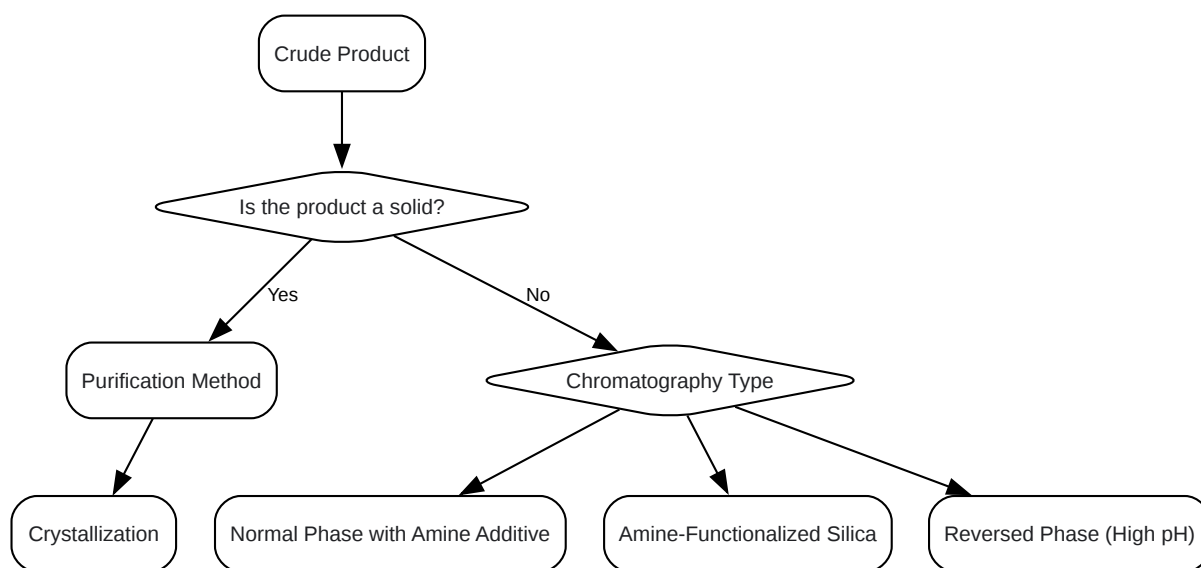 Crude Product
Is the product a solid?
Yes
No
Purification Method
Chromatography Type
Crystallization
Normal Phase with Amine Additive
Amine-Functionalized Silica
Reversed Phase (High pH)